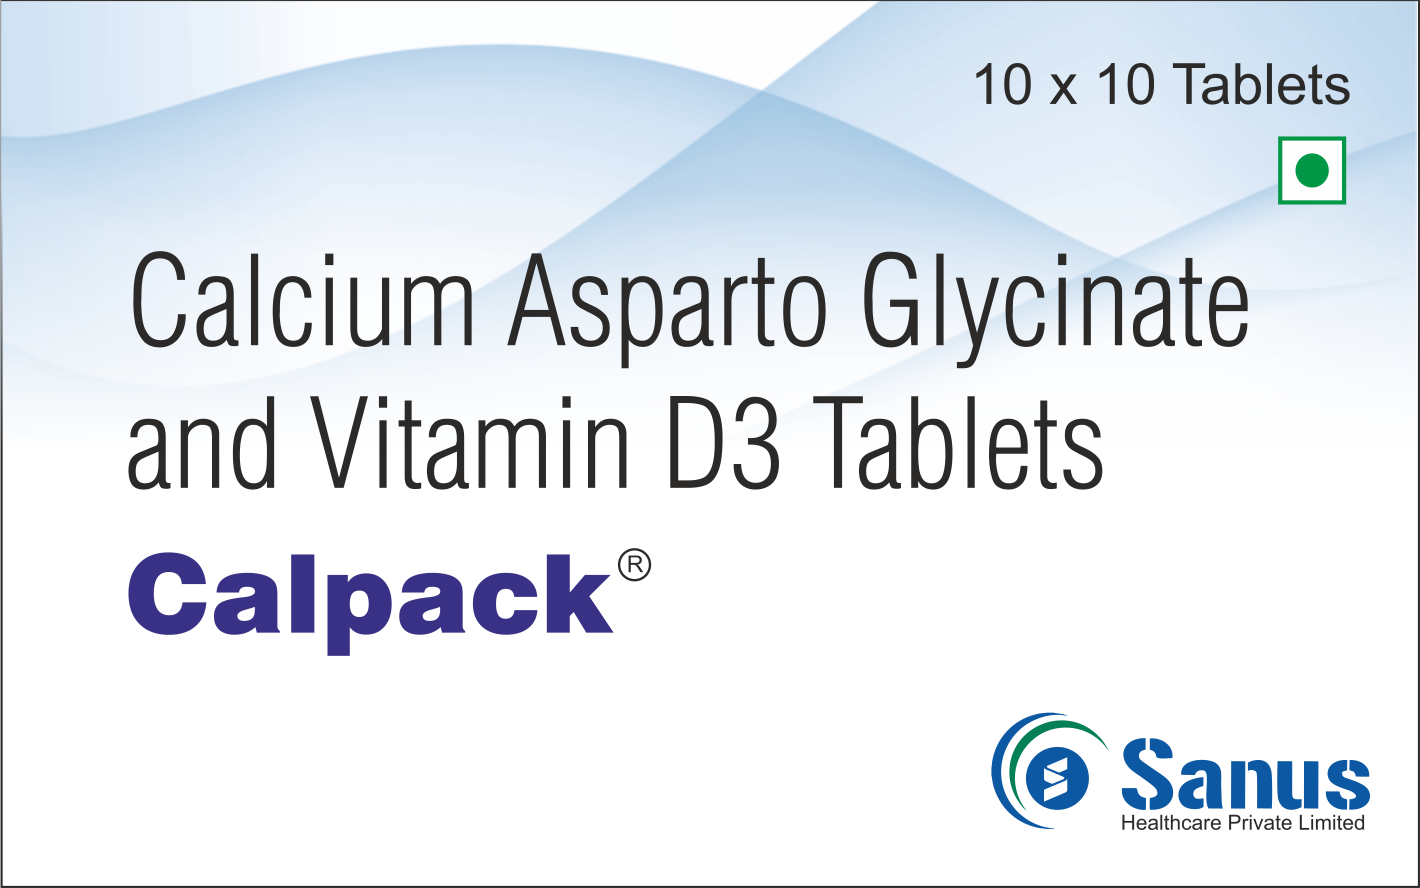 10 x 10 Tablets
Calcium Asparto Glycinate
and Vitamin D3 Tablets
Calpack®
Sanus
Healthcare Private Limited